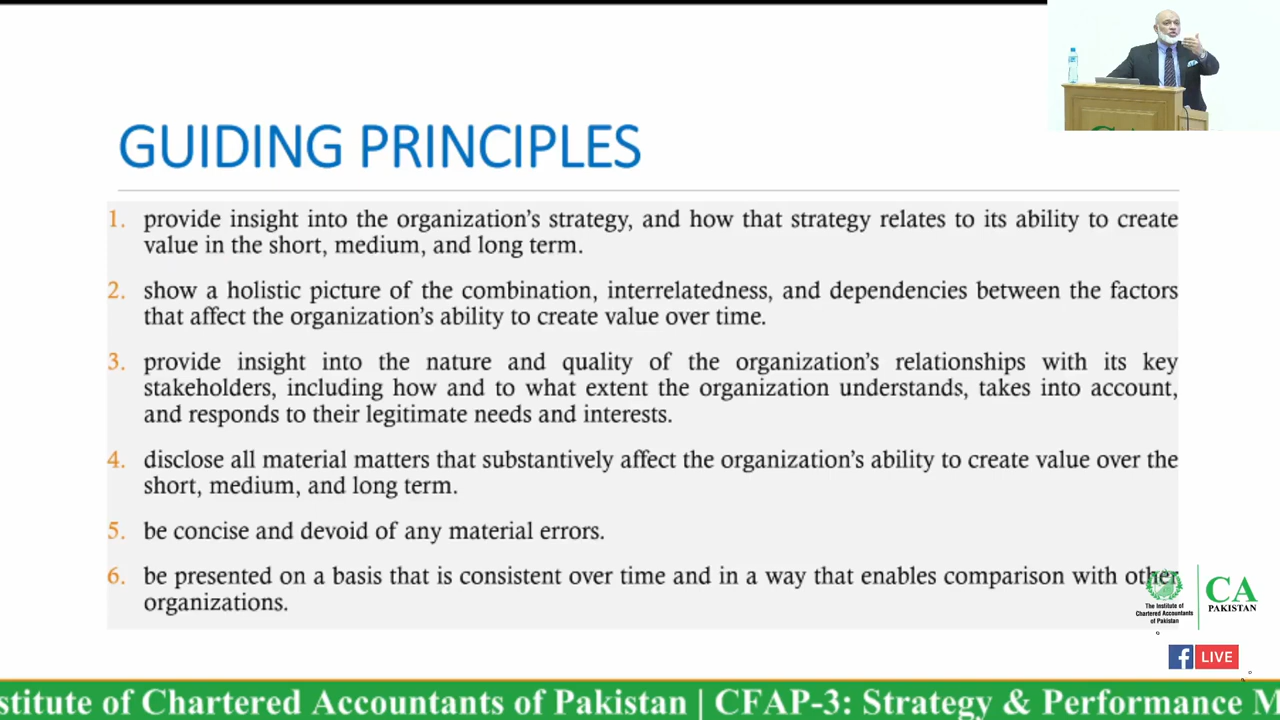 GUIDING PRINCIPLES
1. provide insight into the organization's strategy, and how that strategy relates to its ability to create
value in the short, medium, and long term.
2. show a holistic picture of the combination, interrelatedness, and dependencies between the factors
that affect the organization's ability to create value over time.
3. provide insight into the nature and quality of the organization's relationships with its key
stakeholders, including how and to what extent the organization understands, takes into account,
and responds to their legitimate needs and interests.
4. disclose all material matters that substantively affect the organization's ability to create value over the
short, medium, and long term.
5. be concise and devoid of any material errors.
6. be presented on a basis that is consistent over time and in a way that enables comparison with other
organizations.
The Institute of
Chartered Accountants
of Pakistan
CA
PAKISTAN
f LIVE
stitute of Chartered Accountants of Pakistan | CFAP-3: Strategy & Performance M